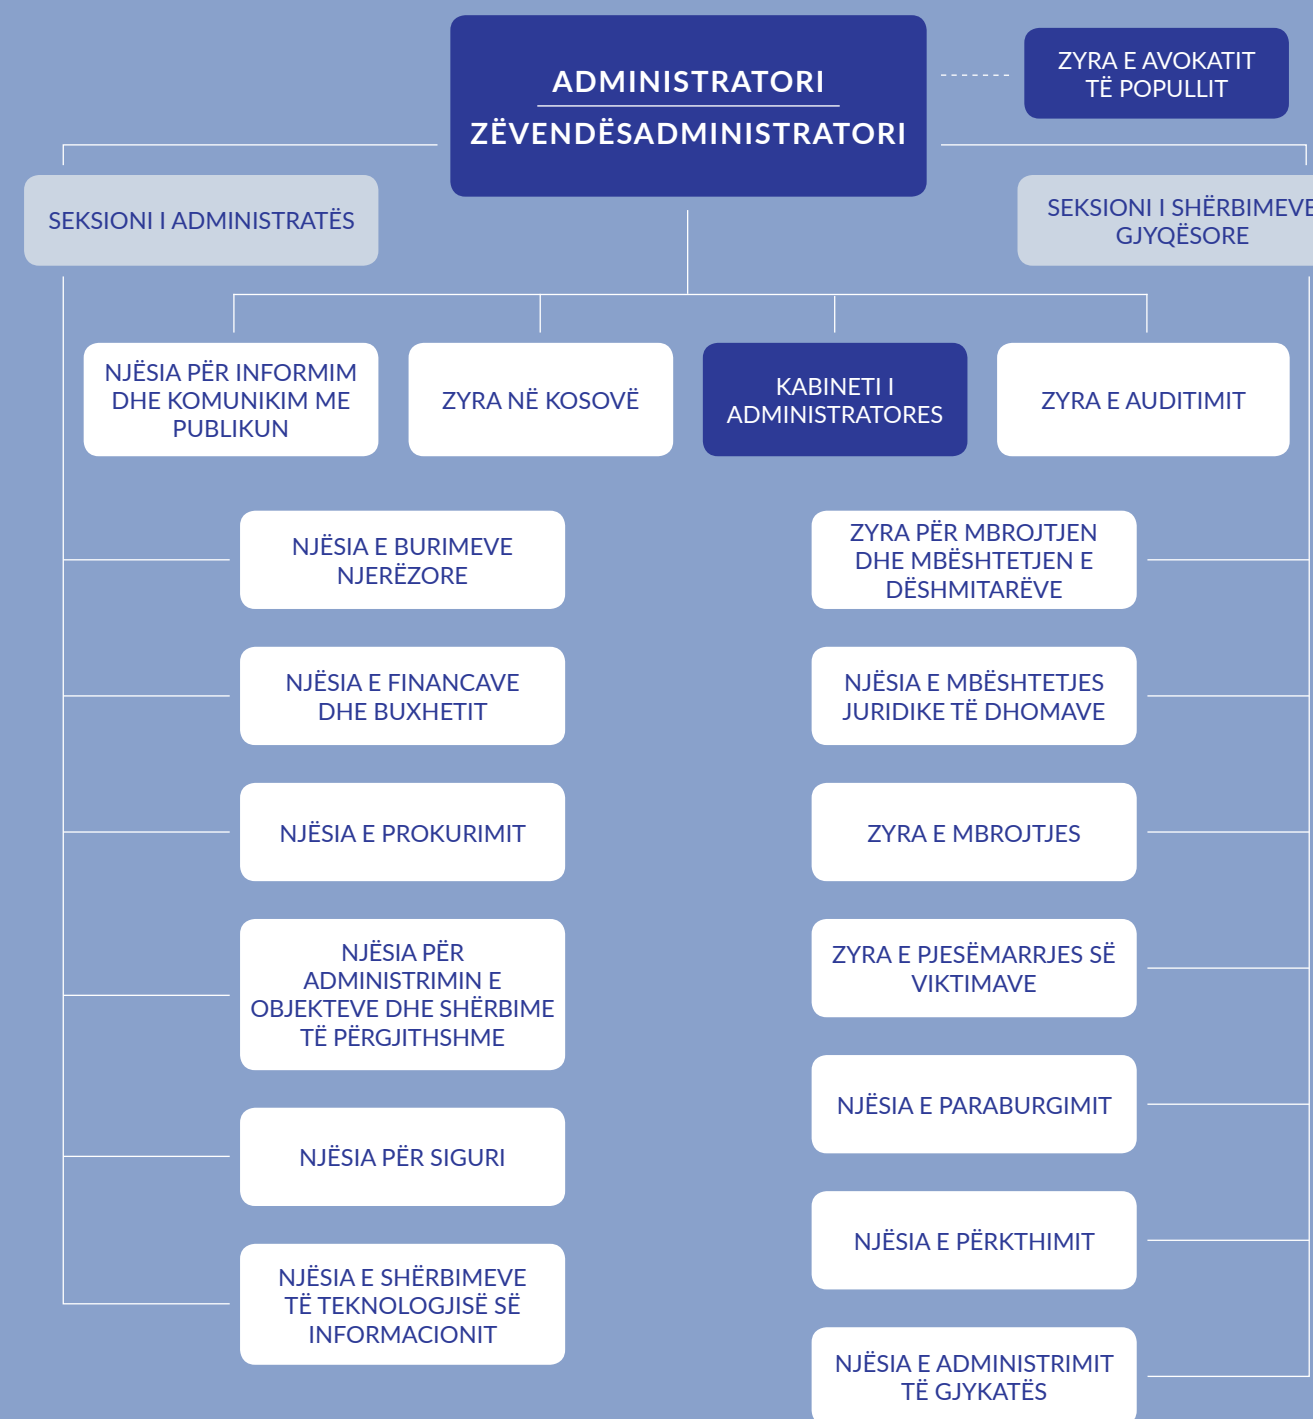 ADMINISTRATORI
ZËVENDËSADMINISTRATORI
ZYRA E AVOKATIT
TË POPULLIT
SEKSIONI I ADMINISTRATËS
SEKSIONI I SHËRBIMEVE
GJYQËSORE
NJËSIA PËR INFORMIM
DHE KOMUNIKIM ME
PUBLIKUN
ZYRA NË KOSOVË
KABINETI I
ADMINISTRATORES
ZYRA E AUDITIMIT
NJËSIA E BURIMEVE
NJERËZORE
NJËSIA E FINANCAVE
DHE BUXHETIT
NJËSIA E PROKURIMIT
NJËSIA PËR
ADMINISTRIMIN E
OBJEKTEVE DHE SHËRBIME
TË PËRGJITHSHME
NJËSIA PËR SIGURI
NJËSIA E SHËRBIMEVE
TË TEKNOLOGJISË SË
INFORMACIONIT
ZYRA PËR MBROJTJEN
DHE MBËSHTETJEN E
DËSHMITARËVE
NJËSIA E MBËSHTETJES
JURIDIKE TË DHOMAVE
ZYRA E MBROJTJES
ZYRA E PJESËMARRJES SË
VIKTIMAVE
NJËSIA E PARABURGIMIT
NJËSIA E PËRKTHIMIT
NJËSIA E ADMINISTRIMIT
TË GJYKATËS